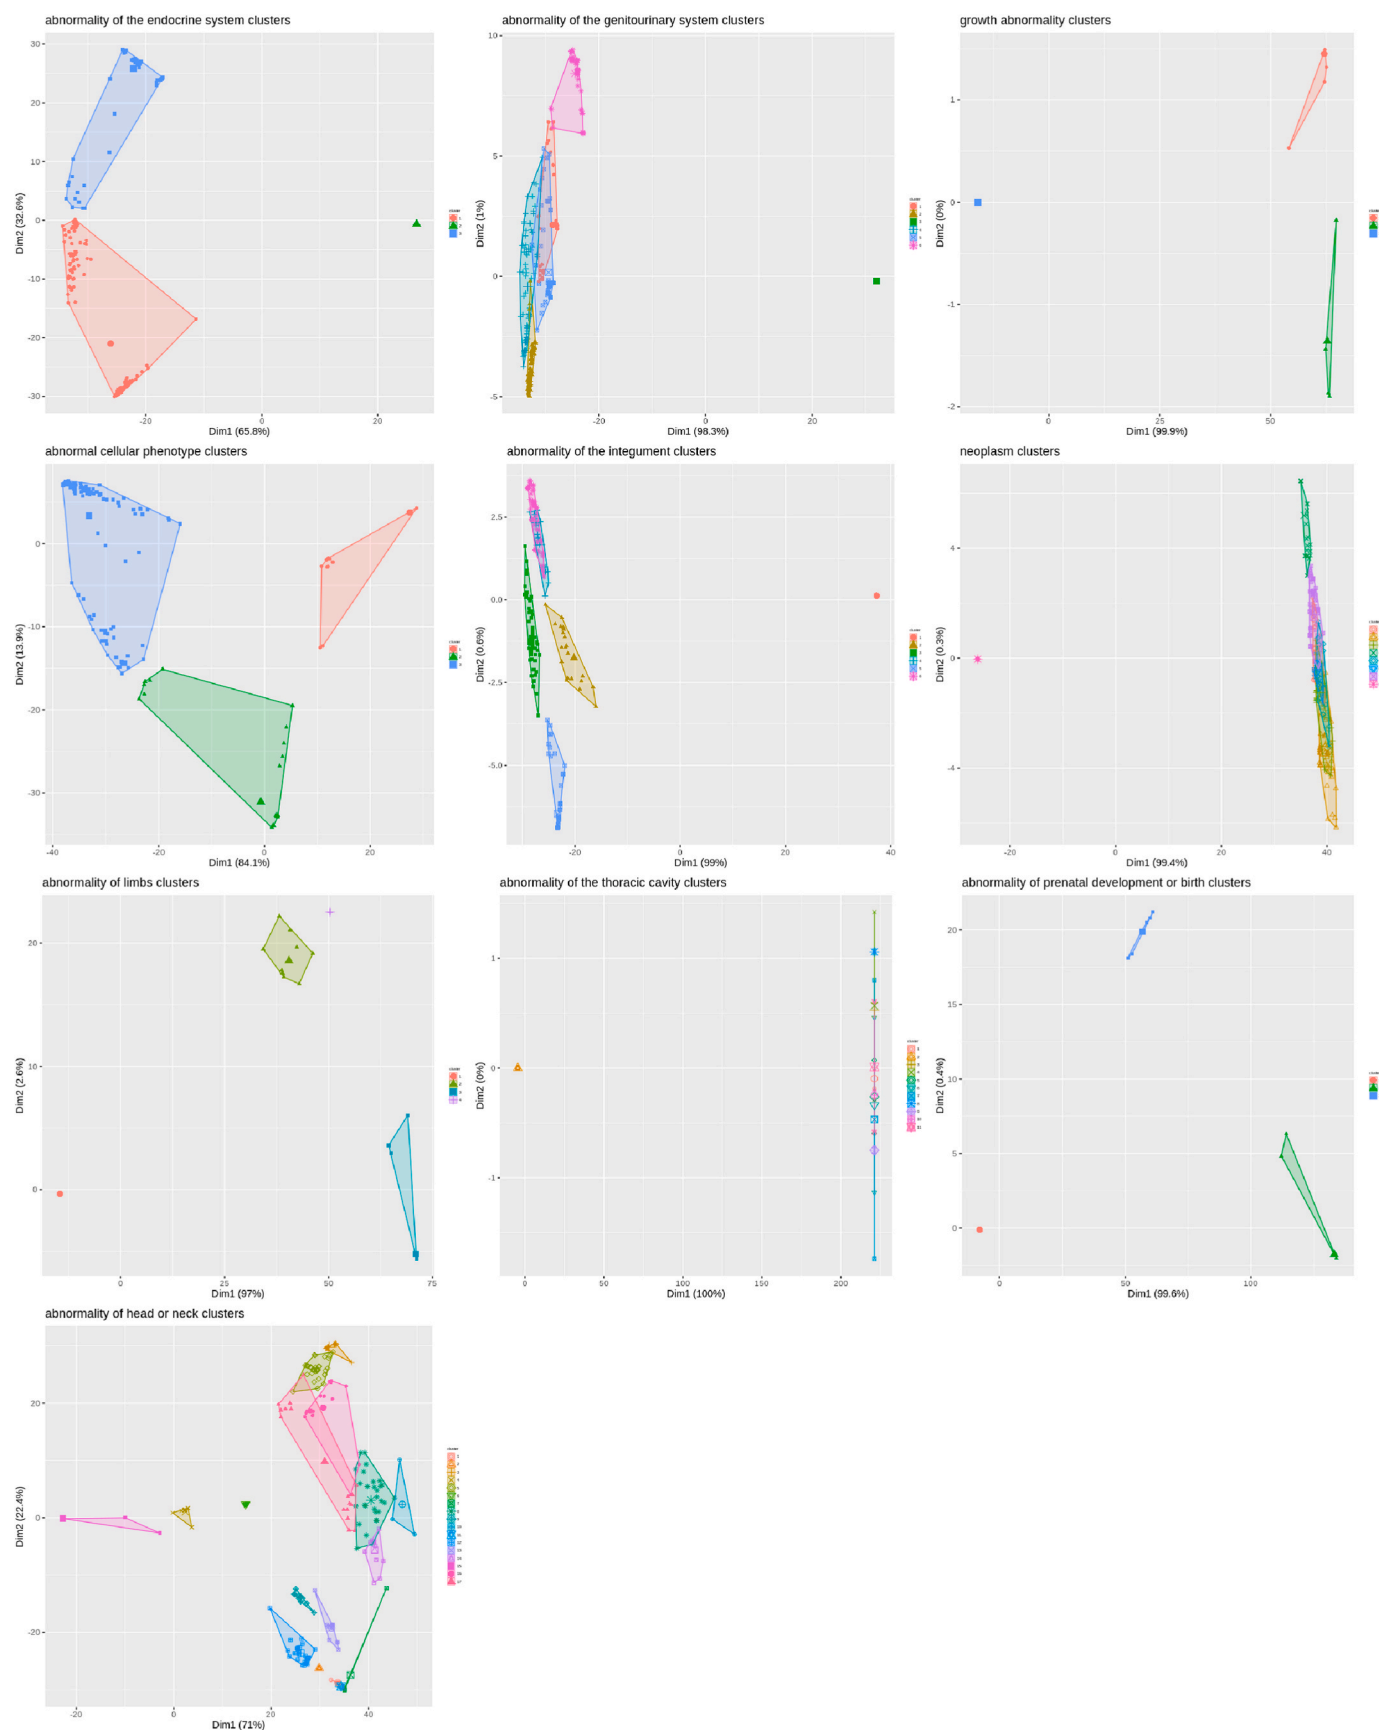 abnormality of the endocrine system clusters
30
20
10
0
-10
-20
-30
Dim2 (32.6%)
-20
0
20
Dim1 (65.8%)
cluster
1
2
3
abnormality of the genitourinary system clusters
10
5
0
-5
Dim2 (1%)
-20
0
20
Dim1 (98.3%)
growth abnormality clusters
1
0
-1
-2
Dim2 (0%)
0
25
50
Dim1 (99.9%)
abnormal cellular phenotype clusters
0
-10
-20
-30
Dim2 (13.9%)
-40
-20
0
20
Dim1 (84.1%)
abnormality of the integument clusters
2.5
0.0
-2.5
-5.0
Dim2 (0.6%)
-20
0
20
40
Dim1 (99%)
neoplasm clusters
4
0
-4
Dim2 (0.3%)
-20
0
20
40
Dim1 (99.4%)
abnormality of limbs clusters
20
10
0
Dim2 (2.6%)
0
25
50
75
Dim1 (97%)
abnormality of the thoracic cavity clusters
1
0
-1
Dim2 (0%)
0
50
100
150
200
Dim1 (100%)
abnormality of prenatal development or birth clusters
20
15
10
5
0
Dim2 (0.4%)
0
50
100
Dim1 (99.6%)
abnormality of head or neck clusters
20
0
-20
Dim2 (22.4%)
-20
0
20
40
Dim1 (71%)